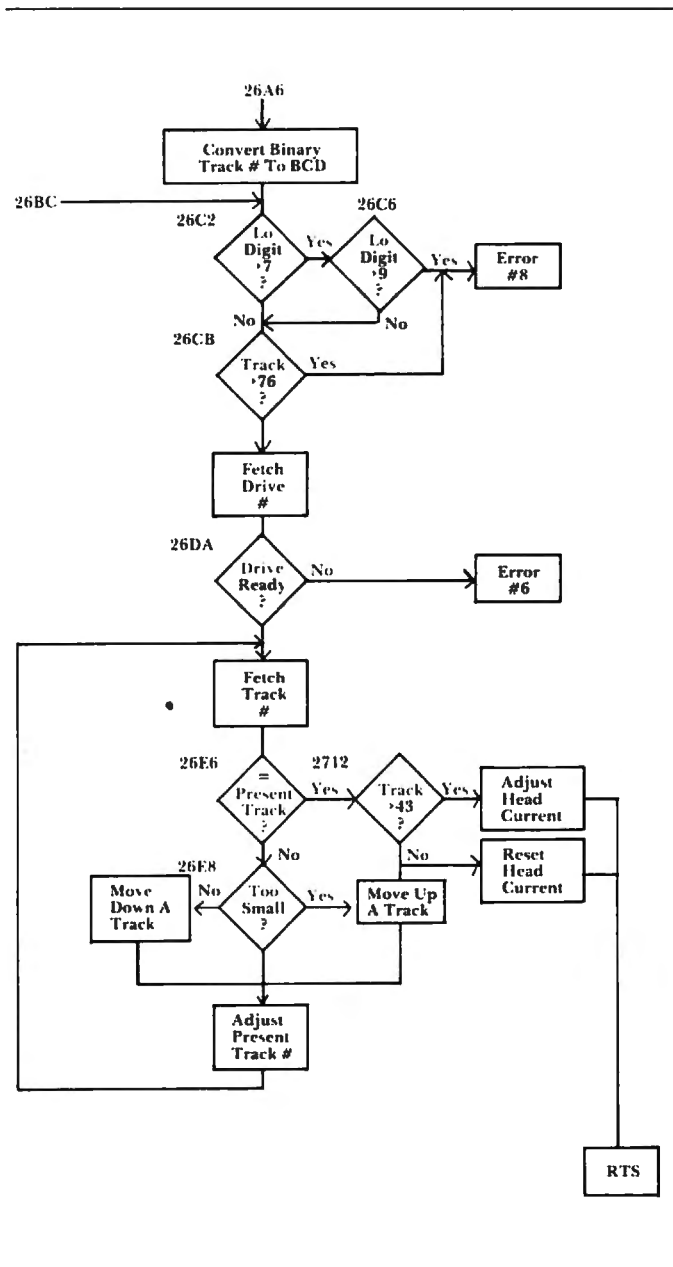 26A6
Convert Binary
Track # To BCD
26BC
26C2
Lo
Digit
>7
?
Yes
26C6
Lo
Digit
>9
?
Yes
Error
#8
No
No
26CB
Track
>76
?
Yes
Fetch
Drive
#
26DA
Drive
Ready
?
No
Error
#6
Fetch
Track
#
26E6
=
Present
Track
?
Yes
2712
Track
>43
?
Yes
Adjust
Head
Current
No
No
Reset
Head
Current
26E8
Too
Small
?
No
Move
Down A
Track
Yes
Move Up
A Track
Adjust
Present
Track #
RTS